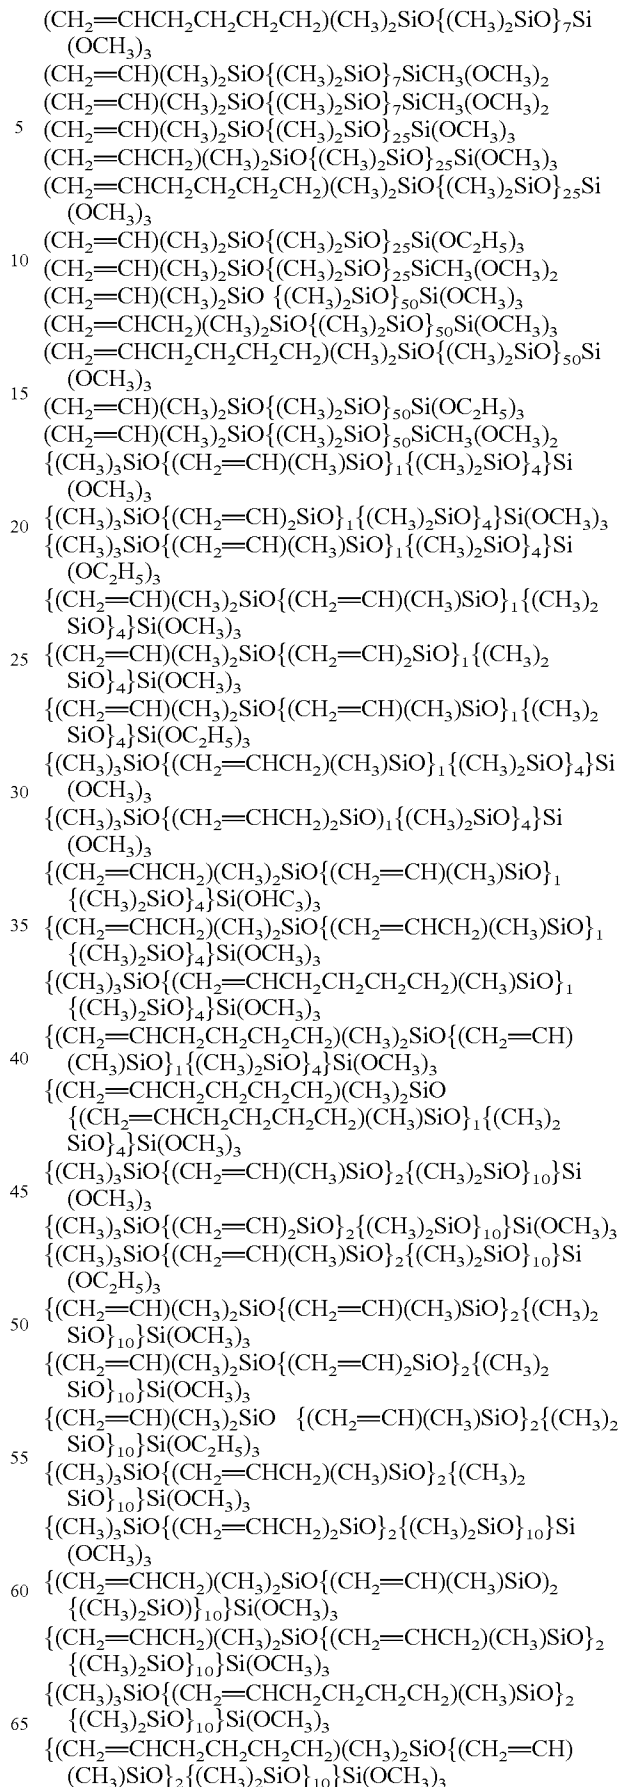 (CH₂=CHCH₂CH₂CH₂CH₂)(CH₃)₂SiO{(CH₃)₂SiO}₇Si
(OCH₃)₃
(CH₂=CH)(CH₃)₂SiO{(CH₃)₂SiO}₇SiCH₃(OCH₃)₂
(CH₂=CH)(CH₃)₂SiO{(CH₃)₂SiO}₇SiCH₃(OCH₃)₂
5 (CH₂=CH)(CH₃)₂SiO{(CH₃)₂SiO}₂₅Si(OCH₃)₃
(CH₂=CHCH₂)(CH₃)₂SiO{(CH₃)₂SiO}₂₅Si(OCH₃)₃
(CH₂=CHCH₂CH₂CH₂CH₂)(CH₃)₂SiO{(CH₃)₂SiO}₂₅Si
(OCH₃)₃
(CH₂=CH)(CH₃)₂SiO{(CH₃)₂SiO}₂₅Si(OC₂H₅)₃
10 (CH₂=CH)(CH₃)₂SiO{(CH₃)₂SiO}₂₅SiCH₃(OCH₃)₂
(CH₂=CH)(CH₃)₂SiO {(CH₃)₂SiO}₅₀Si(OCH₃)₃
(CH₂=CHCH₂)(CH₃)₂SiO{(CH₃)₂SiO}₅₀Si(OCH₃)₃
(CH₂=CHCH₂CH₂CH₂CH₂)(CH₃)₂SiO{(CH₃)₂SiO}₅₀Si
15 (OCH₃)₃
(CH₂=CH)(CH₃)₂SiO{(CH₃)₂SiO}₅₀Si(OC₂H₅)₃
(CH₂=CH)(CH₃)₂SiO{(CH₃)₂SiO}₅₀SiCH₃(OCH₃)₂
{(CH₃)₃SiO{(CH₂=CH)(CH₃)SiO}₁{(CH₃)₂SiO}₄}Si
(OCH₃)₃
20 {(CH₃)₃SiO{(CH₂=CH)₂SiO}₁{(CH₃)₂SiO}₄}Si(OCH₃)₃
{(CH₃)₃SiO{(CH₂=CH)(CH₃)SiO}₁{(CH₃)₂SiO}₄}Si
(OC₂H₅)₃
{(CH₂=CH)(CH₃)₂SiO{(CH₂=CH)(CH₃)SiO}₁{(CH₃)₂
SiO}₄}Si(OCH₃)₃
25 {(CH₂=CH)(CH₃)₂SiO{(CH₂=CH)₂SiO}₁{(CH₃)₂
SiO}₄}Si(OCH₃)₃
{(CH₂=CH)(CH₃)₂SiO{(CH₂=CH)(CH₃)SiO}₁{(CH₃)₂
SiO}₄}Si(OC₂H₅)₃
{(CH₃)₃SiO{(CH₂=CHCH₂)(CH₃)SiO}₁{(CH₃)₂SiO}₄}Si
30 (OCH₃)₃
{(CH₃)₃SiO{(CH₂=CHCH₂)₂SiO)₁{(CH₃)₂SiO}₄}Si
(OCH₃)₃
{(CH₂=CHCH₂)(CH₃)₂SiO{(CH₂=CH)(CH₃)SiO}₁
{(CH₃)₂SiO}₄}Si(OHC₃)₃
35 {(CH₂=CHCH₂)(CH₃)₂SiO{(CH₂=CHCH₂)(CH₃)SiO}₁
{(CH₃)₂SiO}₄}Si(OCH₃)₃
{(CH₃)₃SiO{(CH₂=CHCH₂CH₂CH₂CH₂)(CH₃)SiO}₁
{(CH₃)₂SiO}₄}Si(OCH₃)₃
{(CH₂=CHCH₂CH₂CH₂CH₂)(CH₃)₂SiO{(CH₂=CH)
40 (CH₃)SiO}₁{(CH₃)₂SiO}₄}Si(OCH₃)₃
{(CH₂=CHCH₂CH₂CH₂CH₂)(CH₃)₂SiO
{(CH₂=CHCH₂CH₂CH₂CH₂)(CH₃)SiO}₁{(CH₃)₂
SiO}₄}Si(OCH₃)₃
{(CH₃)₃SiO{(CH₂=CH)(CH₃)SiO}₂{(CH₃)₂SiO}₁₀}Si
45 (OCH₃)₃
{(CH₃)₃SiO{(CH₂=CH)₂SiO}₂{(CH₃)₂SiO}₁₀}Si(OCH₃)₃
{(CH₃)₃SiO{(CH₂=CH)(CH₃)SiO}₂{(CH₃)₂SiO}₁₀}Si
(OC₂H₅)₃
50 {(CH₂=CH)(CH₃)₂SiO{(CH₂=CH)(CH₃)SiO}₂{(CH₃)₂
SiO}₁₀}Si(OCH₃)₃
{(CH₂=CH)(CH₃)₂SiO{(CH₂=CH)₂SiO}₂{(CH₃)₂
SiO}₁₀}Si(OCH₃)₃
{(CH₂=CH)(CH₃)₂SiO {(CH₂=CH)(CH₃)SiO}₂{(CH₃)₂
55 SiO}₁₀}Si(OC₂H₅)₃
{(CH₃)₃SiO{(CH₂=CHCH₂)(CH₃)SiO}₂{(CH₃)₂
SiO}₁₀}Si(OCH₃)₃
{(CH₃)₃SiO{(CH₂=CHCH₂)₂SiO}₂{(CH₃)₂SiO}₁₀}Si
(OCH₃)₃
60 {(CH₂=CHCH₂)(CH₃)₂SiO{(CH₂=CH)(CH₃)SiO)₂
{(CH₃)₂SiO)}₁₀}Si(OCH₃)₃
{(CH₂=CHCH₂)(CH₃)₂SiO{(CH₂=CHCH₂)(CH₃)SiO}₂
{(CH₃)₂SiO}₁₀}Si(OCH₃)₃
{(CH₃)₃SiO{(CH₂=CHCH₂CH₂CH₂CH₂)(CH₃)SiO}₂
65 {(CH₃)₂SiO}₁₀}Si(OCH₃)₃
{(CH₂=CHCH₂CH₂CH₂CH₂)(CH₃)₂SiO{(CH₂=CH)
(CH₃)SiO}₂{(CH₃)₂SiO}₁₀}Si(OCH₃)₃